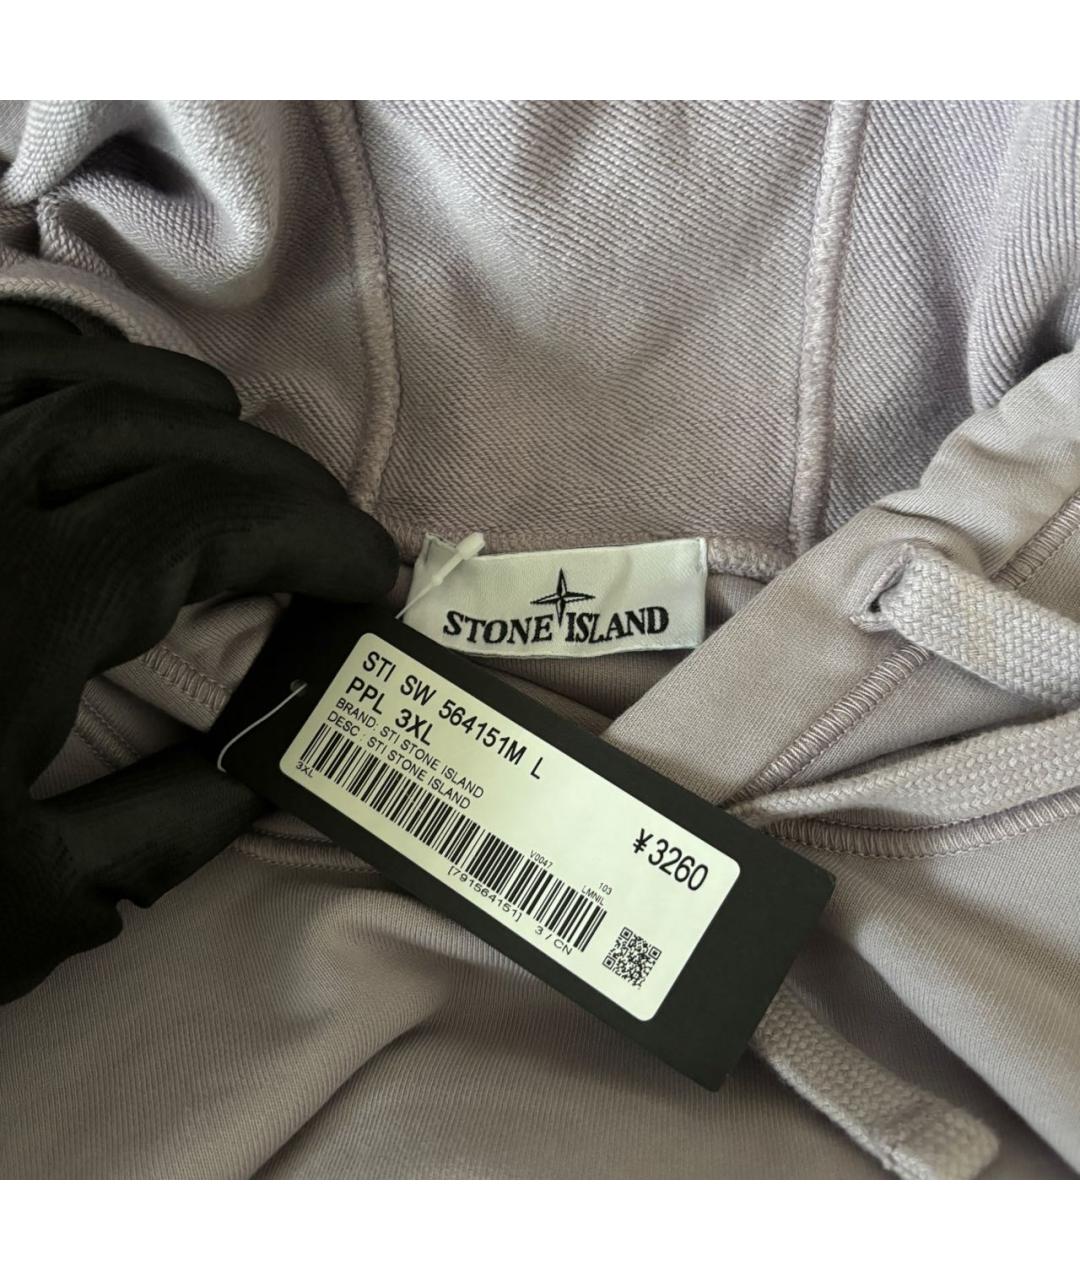 STONE ISLAND
STI SW 564151M L
PPL 3XL
BRAND: STI STONE ISLAND
DESC : STI STONE ISLAND
3XL
V0047
103
LMNIL
[791564151] 3 / CN
¥3260